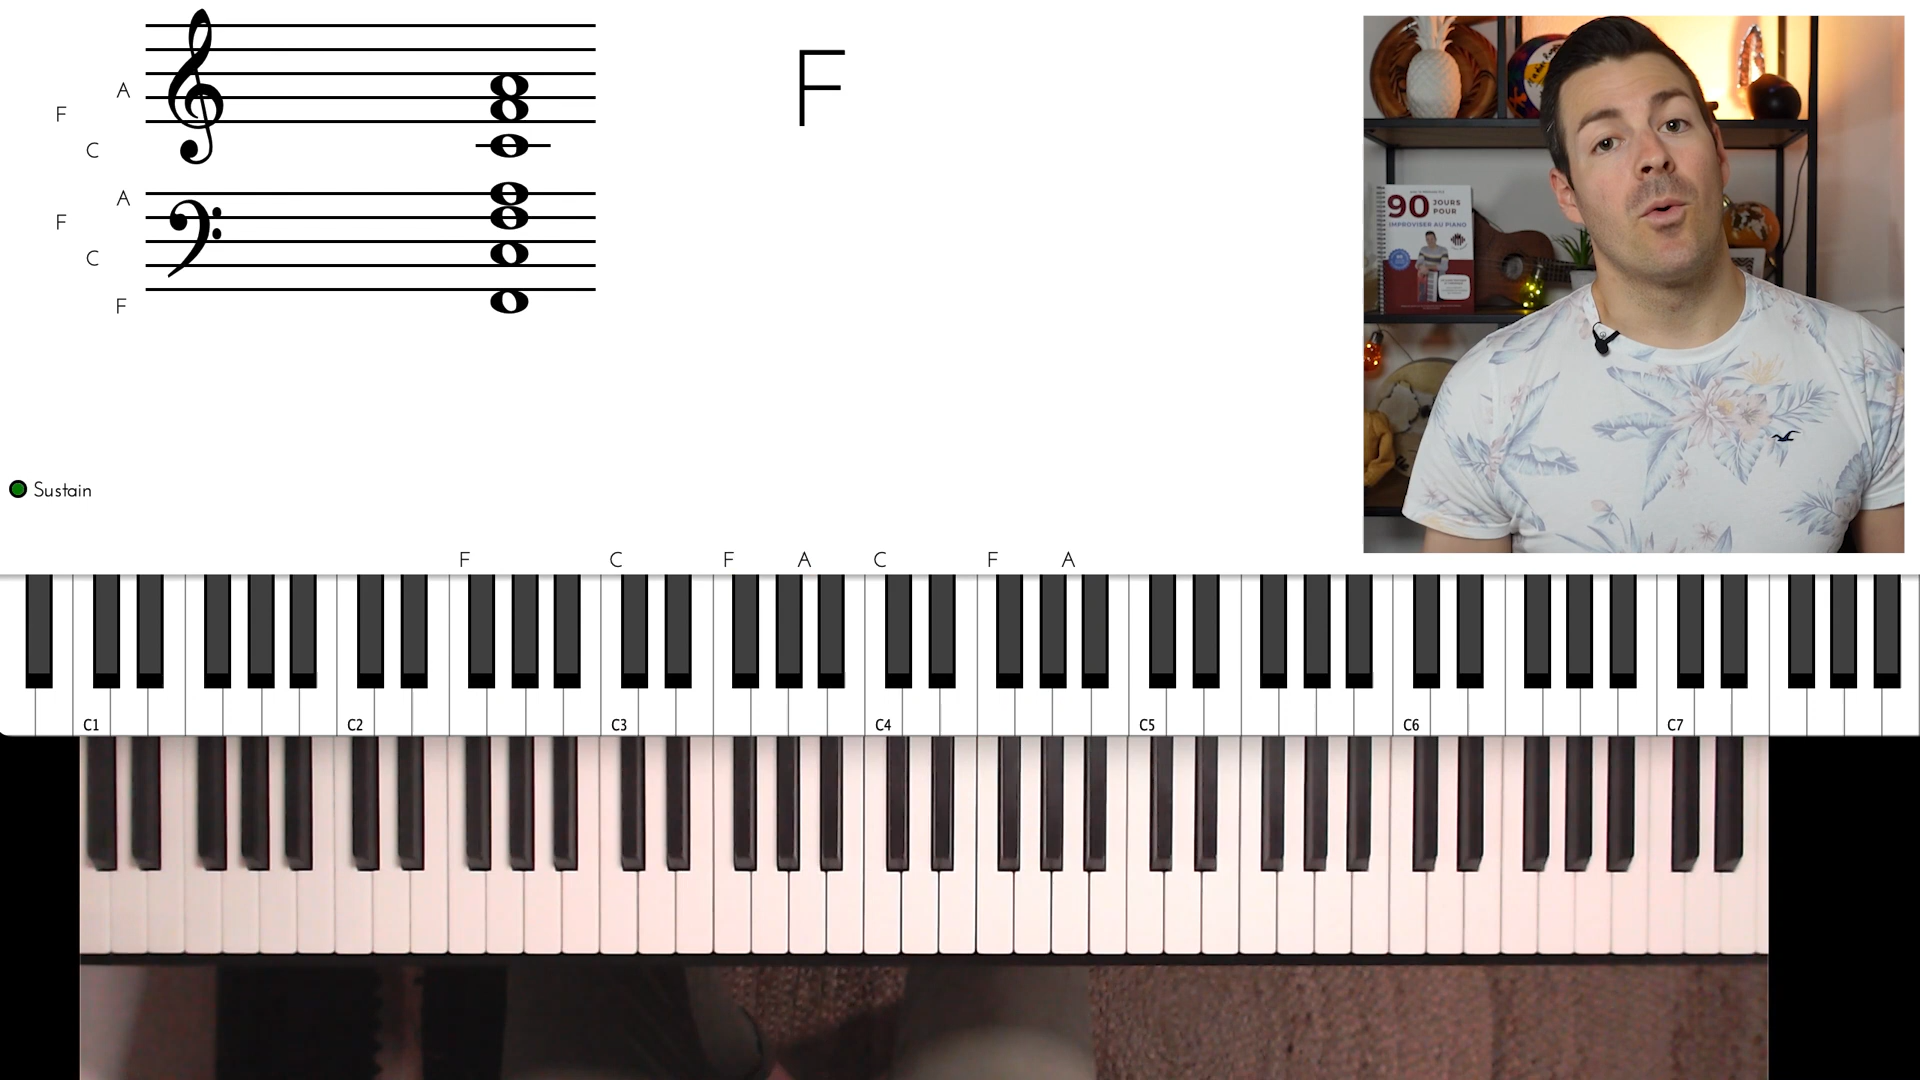 F
A
F
C
A
F
C
F
90 JOURS
POUR
IMPROVISER AU PIANO
Sustain
F C F A C F A
C1 C2 C3 C4 C5 C6 C7